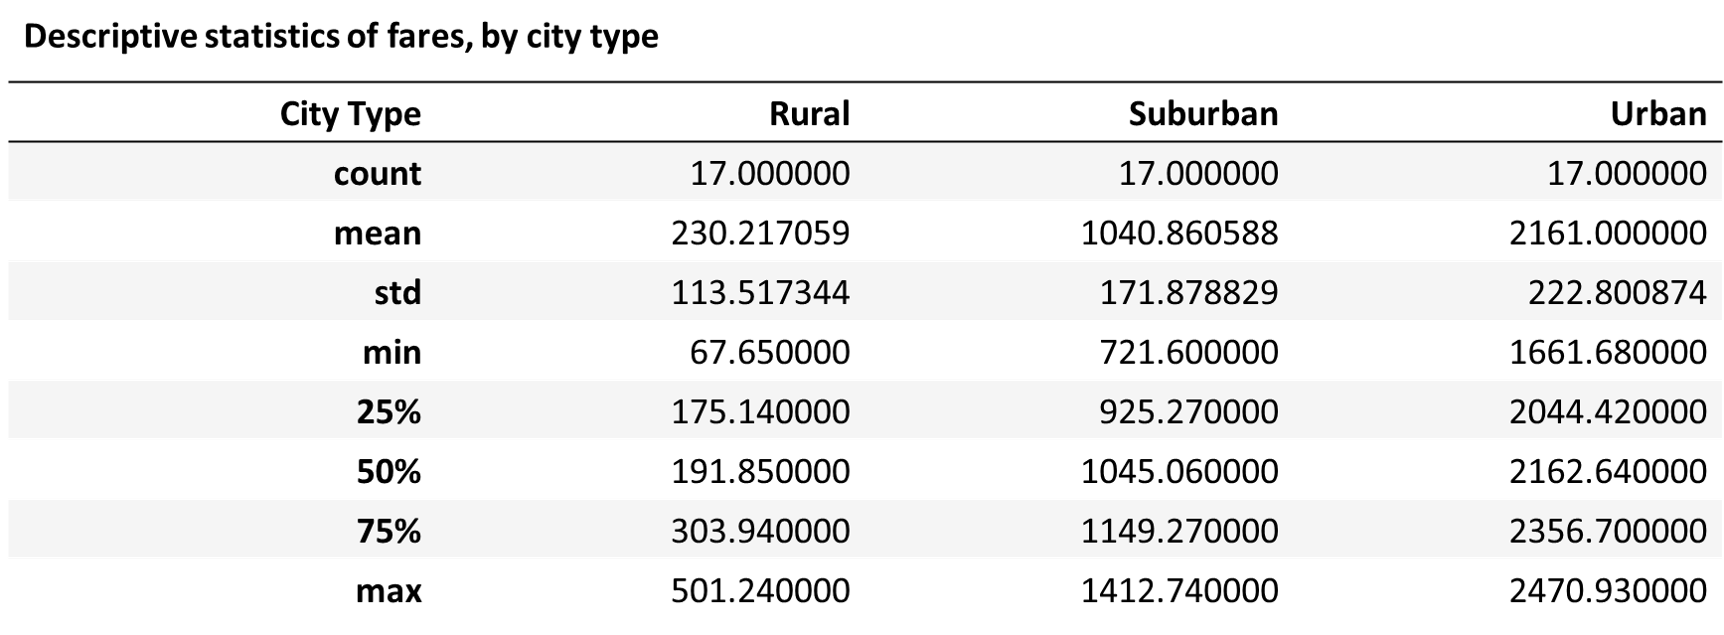 Descriptive statistics of fares, by city type
City Type Rural Suburban Urban
count 17.000000 17.000000 17.000000
mean 230.217059 1040.860588 2161.000000
std 113.517344 171.878829 222.800874
min 67.650000 721.600000 1661.680000
25% 175.140000 925.270000 2044.420000
50% 191.850000 1045.060000 2162.640000
75% 303.940000 1149.270000 2356.700000
max 501.240000 1412.740000 2470.930000